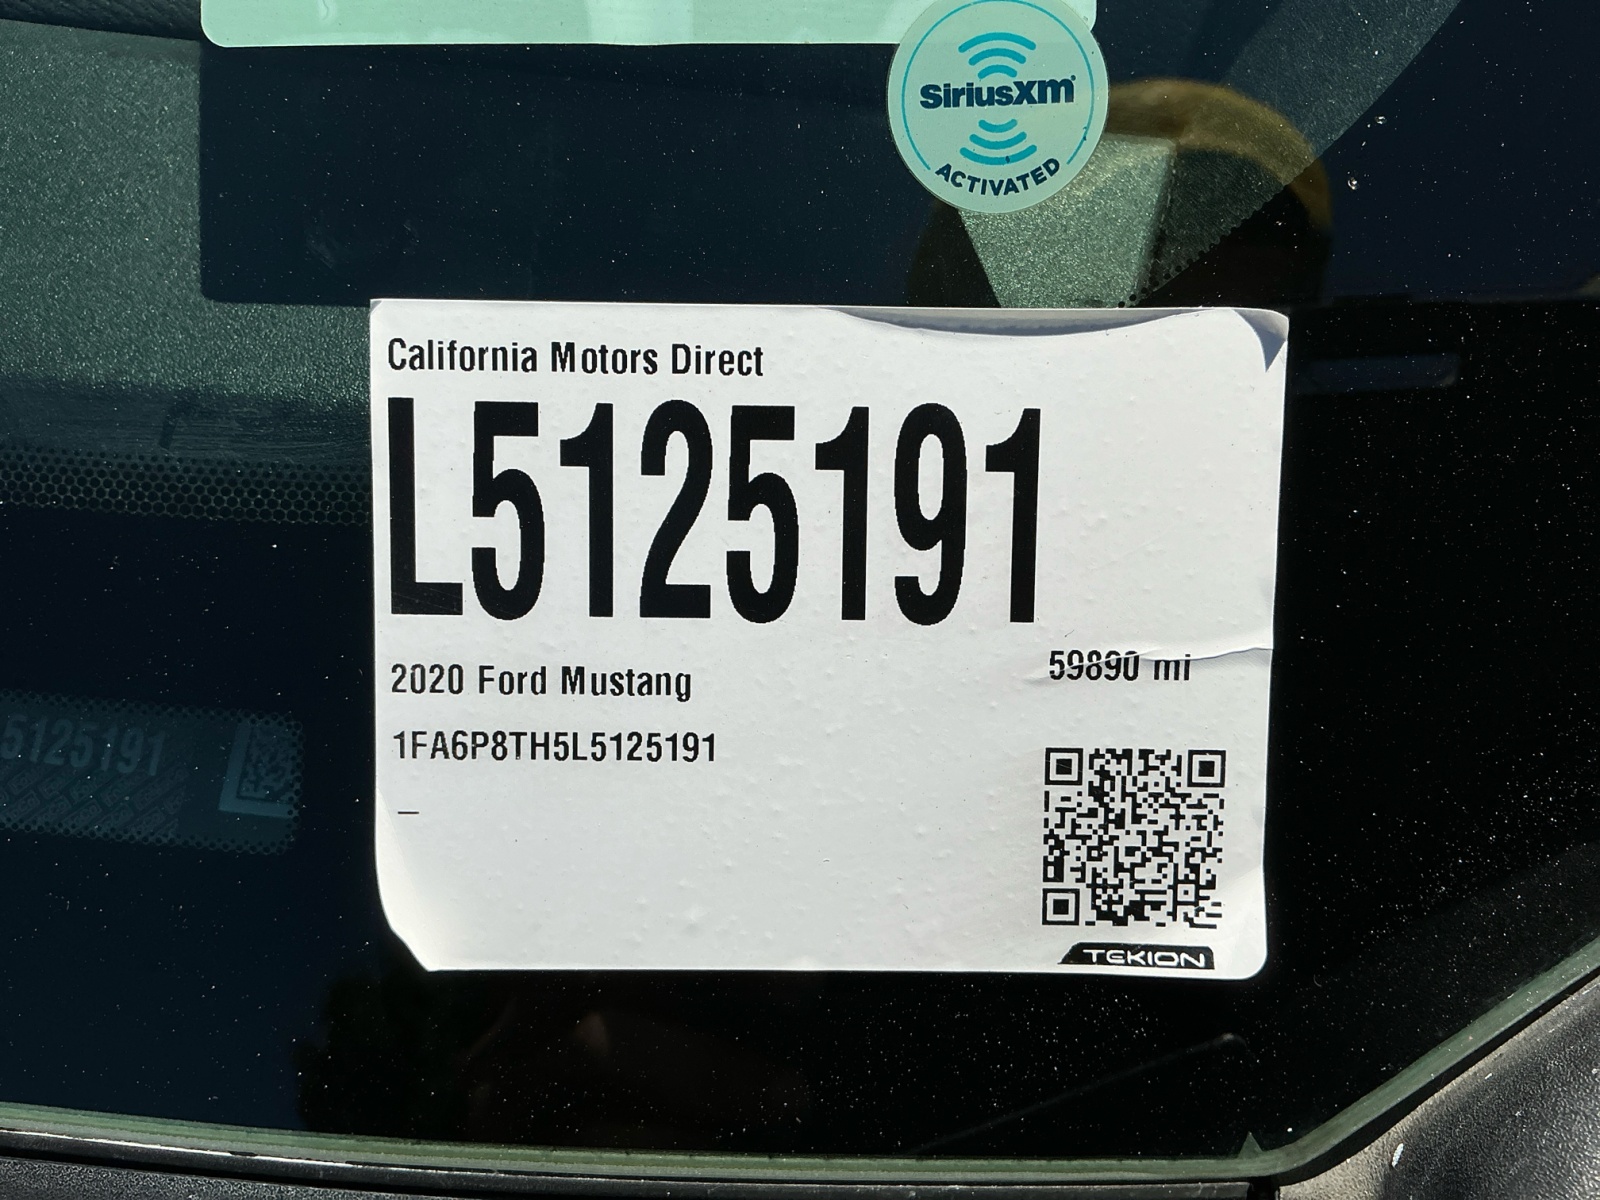 SiriusXM
ACTIVATED
California Motors Direct
L5125191
2020 Ford Mustang
59890 mi
1FA6P8TH5L5125191
5125191
–
TEKION